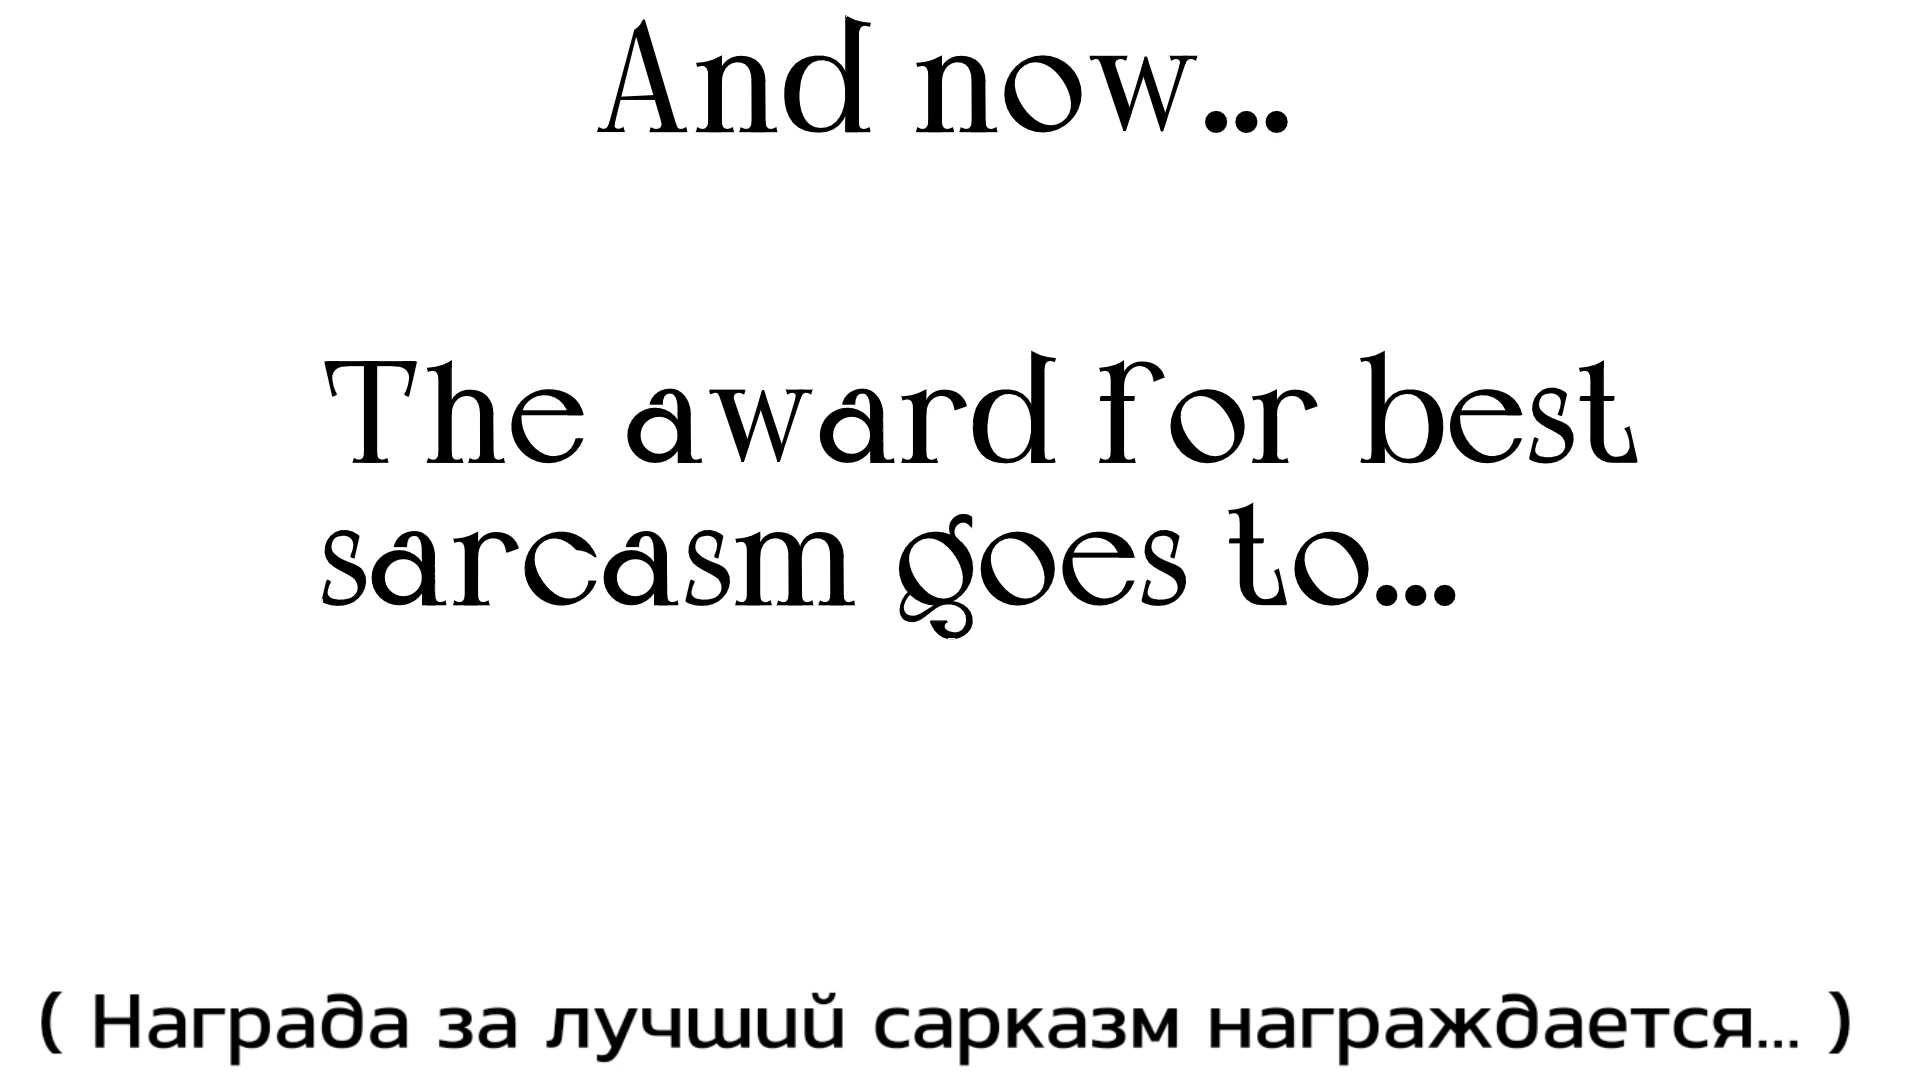 And now...
The award for best
sarcasm goes to...
( Награда за лучший сарказм награждается... )